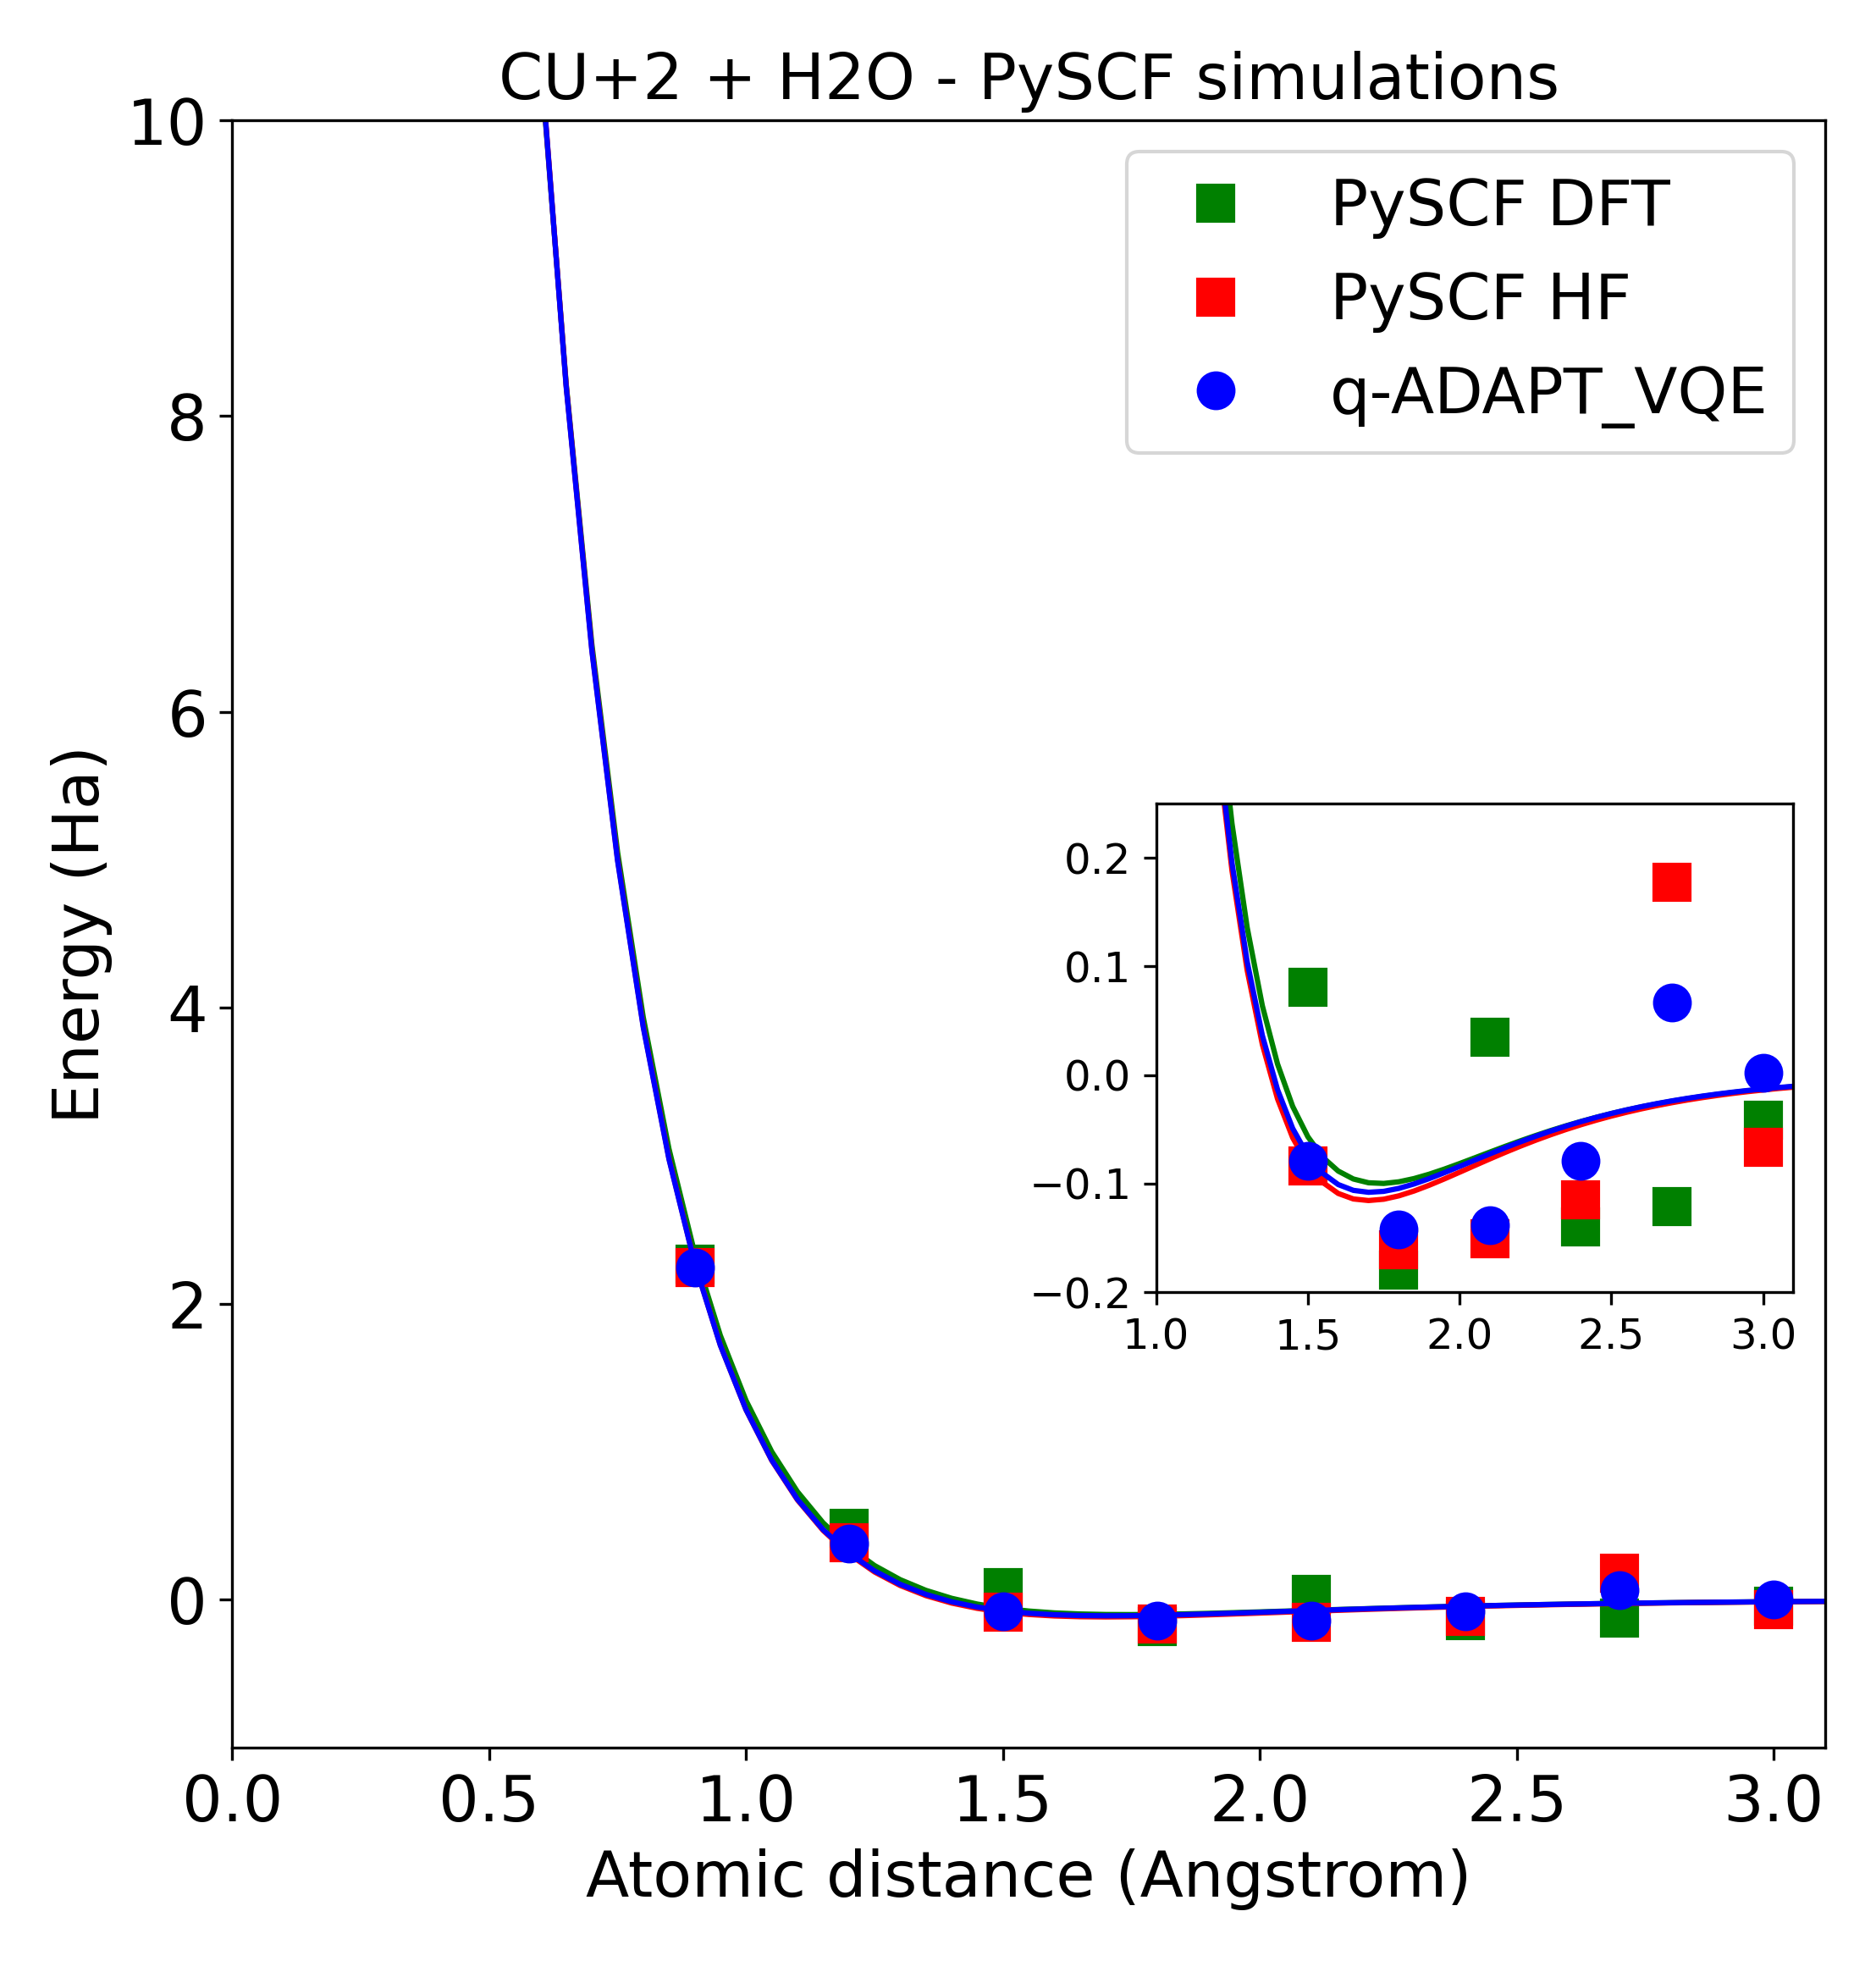 CU+2 + H2O - PySCF simulations
10
8
6
4
2
0
Energy (Ha)
PySCF DFT
PySCF HF
q-ADAPT_VQE
0.2
0.1
0.0
−0.1
−0.2
1.0 1.5 2.0 2.5 3.0
0.0 0.5 1.0 1.5 2.0 2.5 3.0
Atomic distance (Angstrom)